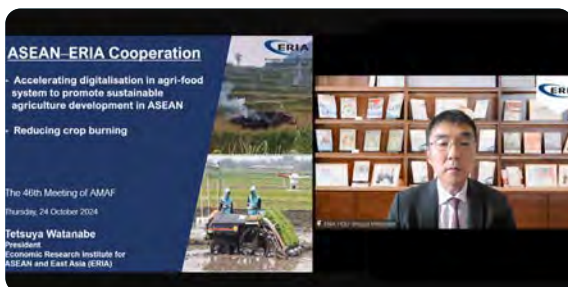 ASEAN–ERIA Cooperation
- Accelerating digitalisation in agri-food
system to promote sustainable
agriculture development in ASEAN
- Reducing crop burning
The 46th Meeting of AMAF
Thursday, 24 October 2024
Tetsuya Watanabe
President
Economic Research Institute for
ASEAN and East Asia (ERIA)
ERIA
ERIA